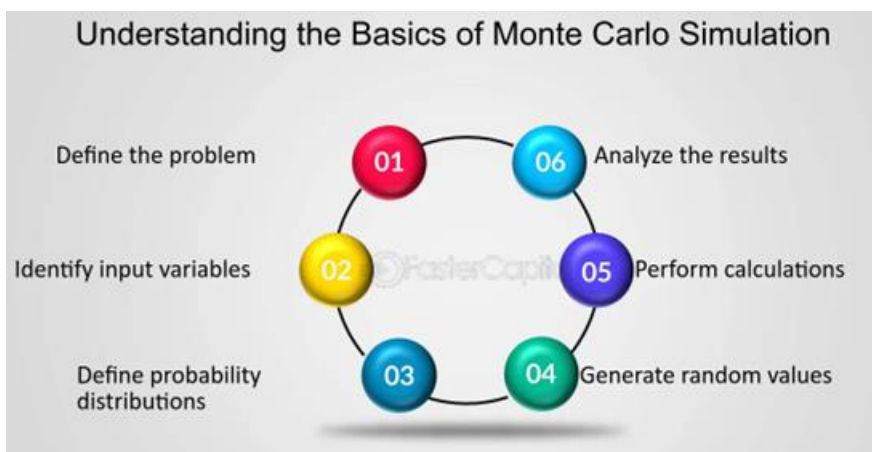 Understanding the Basics of Monte Carlo Simulation
01
Define the problem
02
Identify input variables
03
Define probability
distributions
04
Generate random values
05
Perform calculations
06
Analyze the results